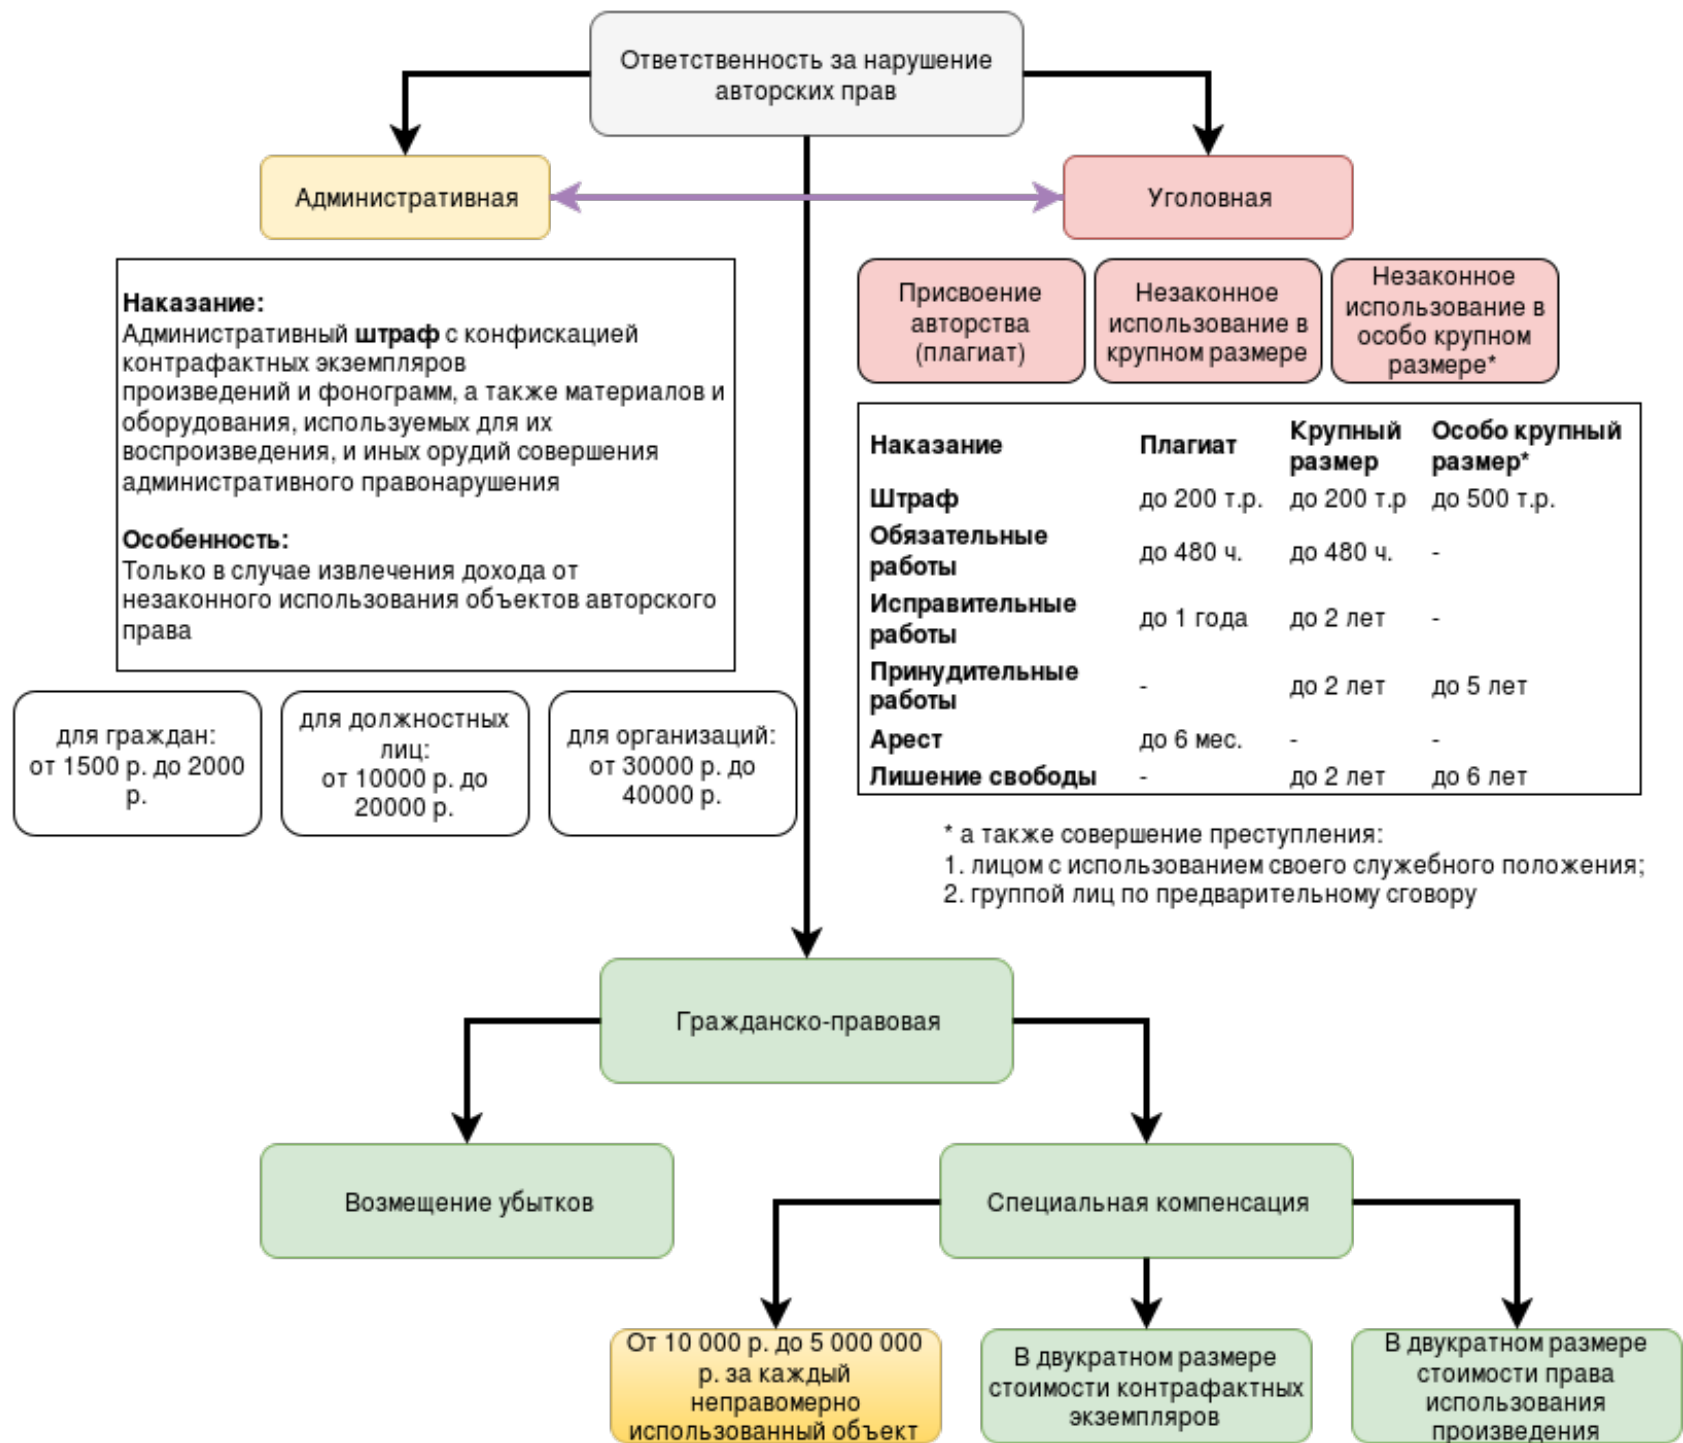 Ответственность за нарушение
авторских прав
Административная
Уголовная
Наказание:
Административный штраф с конфискацией
контрафактных экземпляров
произведений и фонограмм, а также материалов и
оборудования, используемых для их
воспроизведения, и иных орудий совершения
административного правонарушения
Особенность:
Только в случае извлечения дохода от
незаконного использования объектов авторского
права
для граждан:
от 1500 р. до 2000
р.
для должностных
лиц:
от 10000 р. до
20000 р.
для организаций:
от 30000 р. до
40000 р.
Присвоение
авторства
(плагиат)
Незаконное
использование в
крупном размере
Незаконное
использование в
особо крупном
размере*
Наказание Плагиат Крупный размер Особо крупный размер*
Штраф до 200 т.р. до 200 т.р до 500 т.р.
Обязательные работы до 480 ч. до 480 ч. -
Исправительные работы до 1 года до 2 лет -
Принудительные работы - до 2 лет до 5 лет
Арест до 6 мес. - -
Лишение свободы - до 2 лет до 6 лет
* а также совершение преступления:
1. лицом с использованием своего служебного положения;
2. группой лиц по предварительному сговору
Гражданско-правовая
Возмещение убытков
Специальная компенсация
От 10 000 р. до 5 000 000
р. за каждый
неправомерно
использованный объект
В двукратном размере
стоимости контрафактных
экземпляров
В двукратном размере
стоимости права
использования
произведения